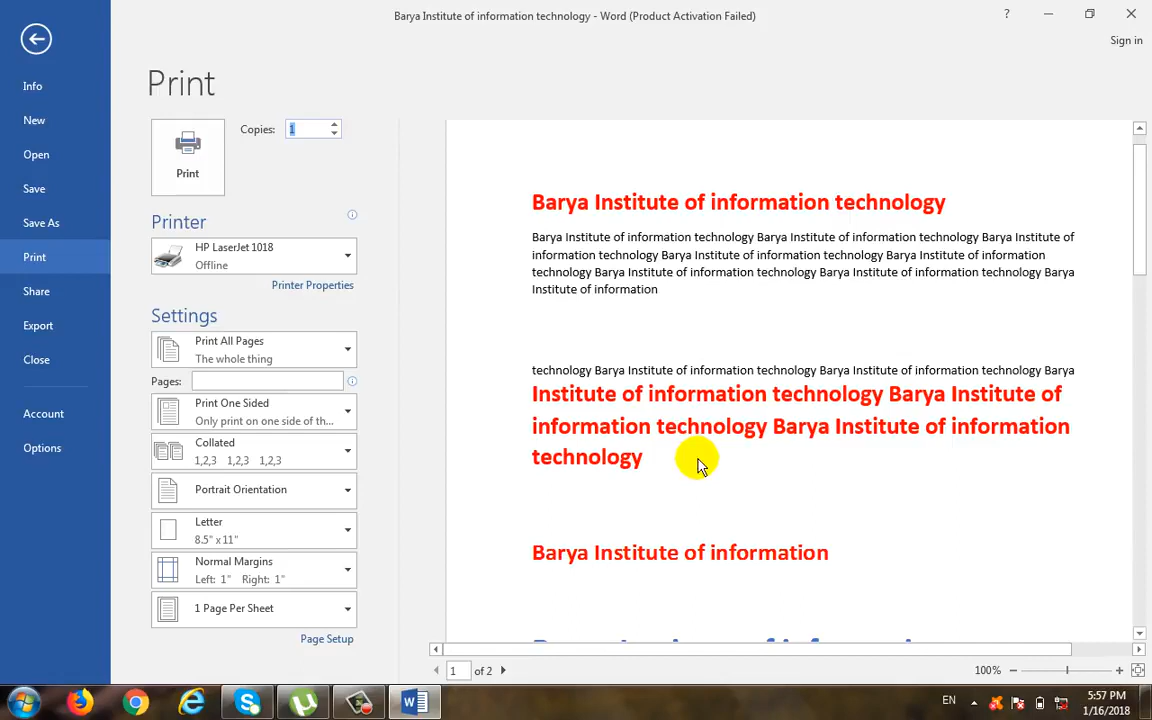 Barya Institute of information technology - Word (Product Activation Failed)
?
Sign in
Info
New
Open
Save
Save As
Print
Share
Export
Close
Account
Options
Print
Print
Copies: 1
Printer
HP LaserJet 1018
Offline
Printer Properties
Settings
Print All Pages
The whole thing
Pages:
Print One Sided
Only print on one side of th...
Collated
1,2,3 1,2,3 1,2,3
Portrait Orientation
Letter
8.5" x 11"
Normal Margins
Left: 1" Right: 1"
1 Page Per Sheet
Page Setup
Barya Institute of information technology
Barya Institute of information technology Barya Institute of information technology Barya Institute of
information technology Barya Institute of information technology Barya Institute of information
technology Barya Institute of information technology Barya Institute of information technology Barya
Institute of information
technology Barya Institute of information technology Barya Institute of information technology Barya
Institute of information technology Barya Institute of
information technology Barya Institute of information
technology
Barya Institute of information
1 of 2
100%
EN
5:57 PM
1/16/2018